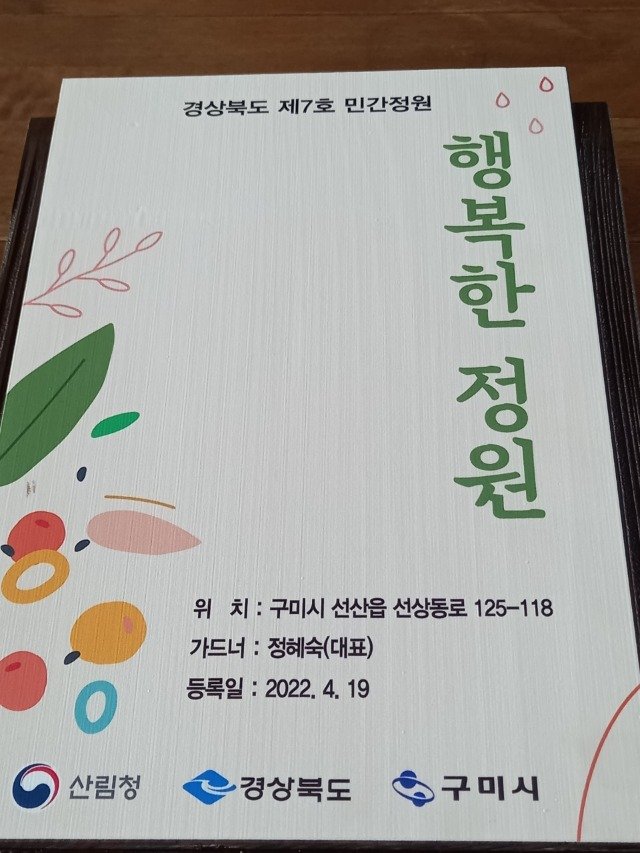 경상북도 제7호 민간정원
행복한 정원
위 치 : 구미시 선산읍 선상동로 125-118
가드너 : 정혜숙(대표)
등록일 : 2022. 4. 19
산림청 경상북도 구미시